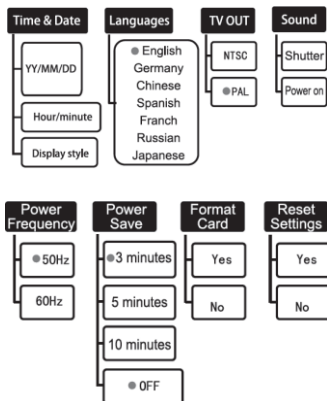 Time & Date
YY/MM/DD
Hour/minute
Display style
Languages
English
Germany
Chinese
Spanish
Franch
Russian
Japanese
TV OUT
NTSC
PAL
Sound
Shutter
Power on
Power
Frequency
50Hz
60Hz
Power
Save
3 minutes
5 minutes
10 minutes
OFF
Format
Card
Yes
No
Reset
Settings
Yes
No